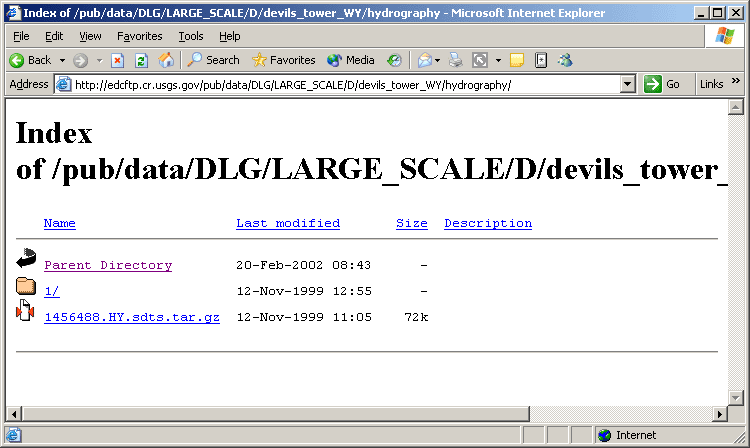 Index of /pub/data/DLG/LARGE_SCALE/D/devils_tower_WY/hydrography - Microsoft Internet Explorer
File Edit View Favorites Tools Help
Back Search Favorites Media
Address http://edcftp.cr.usgs.gov/pub/data/DLG/LARGE_SCALE/D/devils_tower_WY/hydrography/ Go Links »
Index
of /pub/data/DLG/LARGE_SCALE/D/devils_tower_
Name Last modified Size Description
Parent Directory 20-Feb-2002 08:43 -
1/ 12-Nov-1999 12:55 -
1456488.HY.sdts.tar.gz 12-Nov-1999 11:05 72k
Internet